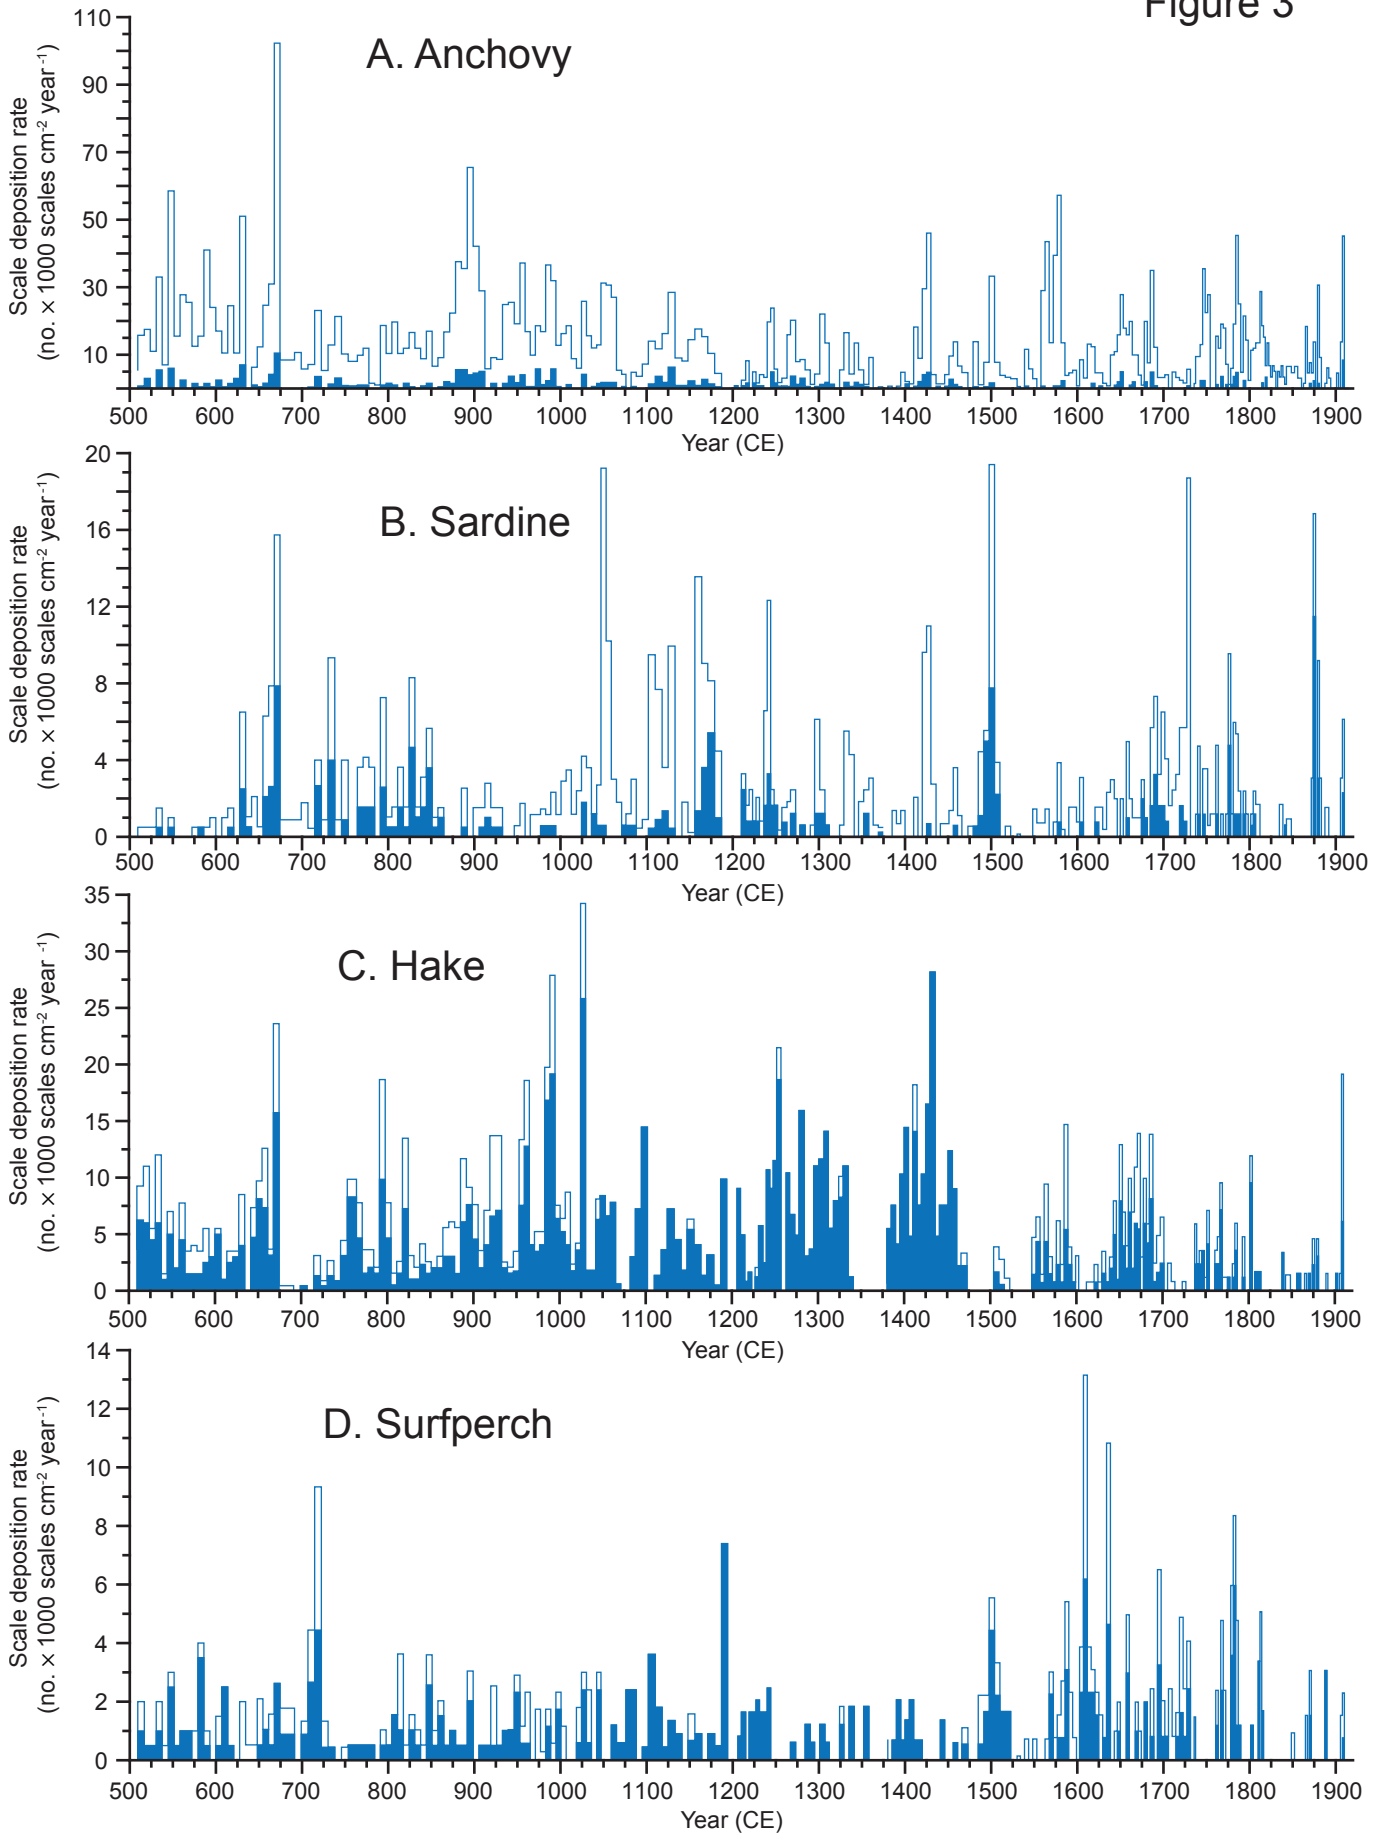 Figure 3
A. Anchovy
Scale deposition rate
(no. × 1000 scales cm⁻² year⁻¹)
110
90
70
50
30
10
500 600 700 800 900 1000 1100 1200 1300 1400 1500 1600 1700 1800 1900
Year (CE)
B. Sardine
Scale deposition rate
(no. × 1000 scales cm⁻² year⁻¹)
20
16
12
8
4
0
500 600 700 800 900 1000 1100 1200 1300 1400 1500 1600 1700 1800 1900
Year (CE)
C. Hake
Scale deposition rate
(no. × 1000 scales cm⁻² year ⁻¹)
35
30
25
20
15
10
5
0
500 600 700 800 900 1000 1100 1200 1300 1400 1500 1600 1700 1800 1900
Year (CE)
D. Surfperch
Scale deposition rate
(no. × 1000 scales cm⁻² year⁻¹)
14
12
10
8
6
4
2
0
500 600 700 800 900 1000 1100 1200 1300 1400 1500 1600 1700 1800 1900
Year (CE)